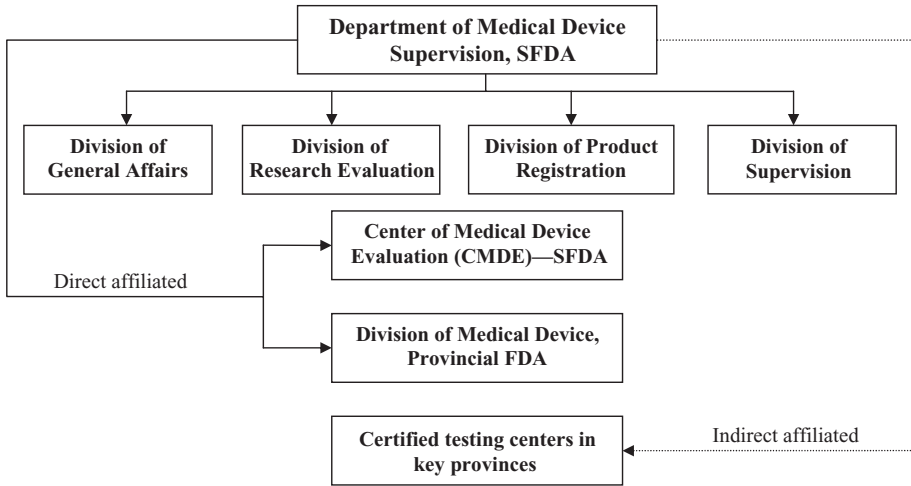 Department of Medical Device
Supervision, SFDA
Division of
General Affairs
Division of
Research Evaluation
Division of Product
Registration
Division of
Supervision
Center of Medical Device
Evaluation (CMDE)—SFDA
Direct affiliated
Division of Medical Device,
Provincial FDA
Certified testing centers in
key provinces
Indirect affiliated